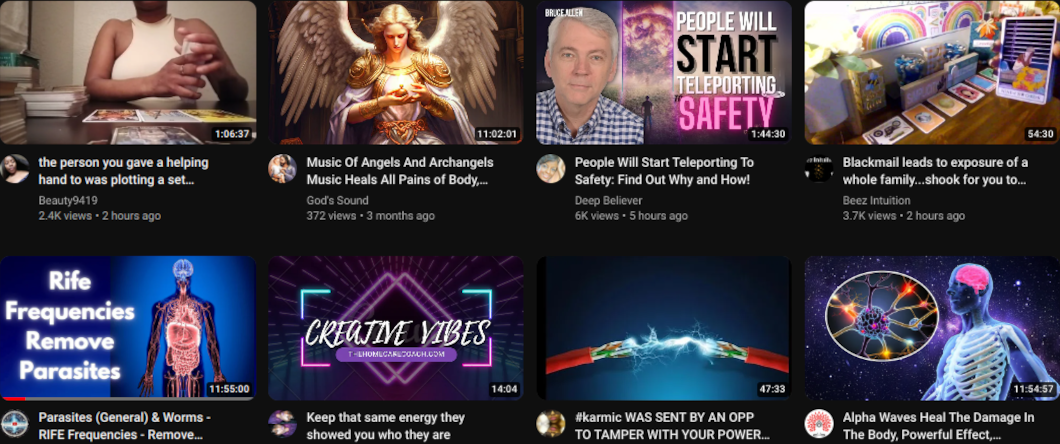 BRUCE ALLEN
PEOPLE WILL
START
TELEPORTING
SAFETY
1:06:37
11:02:01
1:44:30
54:30
the person you gave a helping
hand to was plotting a set...
Beauty9419
2.4K views • 2 hours ago
Music Of Angels And Archangels
Music Heals All Pains of Body,...
God's Sound
372 views • 3 months ago
People Will Start Teleporting To
Safety: Find Out Why and How!
Deep Believer
6K views • 5 hours ago
Blackmail leads to exposure of a
whole family...shook for you to...
Beez Intuition
3.7K views • 2 hours ago
Rife
Frequencies
Remove
Parasites
11:55:00
CREATIVE VIBES
THEHOMECARECOACH.COM
14:04
47:33
11:54:57
Parasites (General) & Worms -
RIFE Frequencies - Remove...
Keep that same energy they
showed you who they are
#karmic WAS SENT BY AN OPP
TO TAMPER WITH YOUR POWER...
Alpha Waves Heal The Damage In
The Body, Powerful Effect,...